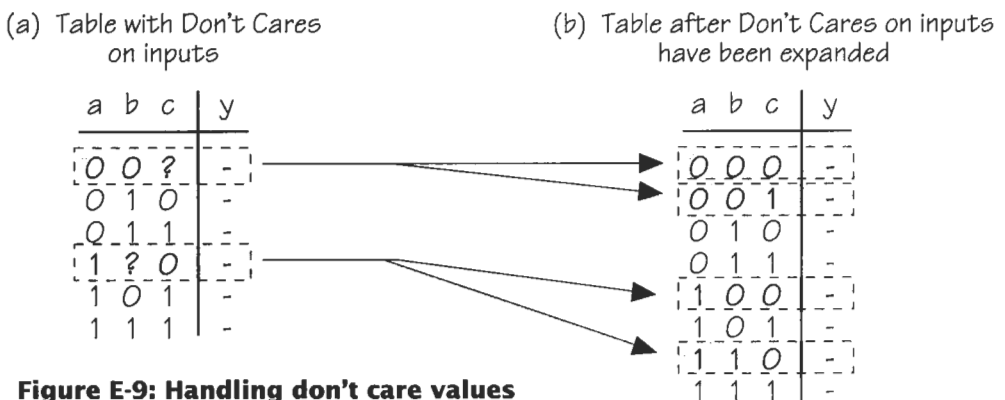 (a) Table with Don't Cares
on inputs
a b c y
0 0 ? -
0 1 0 -
0 1 1 -
1 ? 0 -
1 0 1 -
1 1 1 -
(b) Table after Don't Cares on inputs
have been expanded
a b c y
0 0 0 -
0 0 1 -
0 1 0 -
0 1 1 -
1 0 0 -
1 0 1 -
1 1 0 -
1 1 1 -
Figure E-9: Handling don't care values